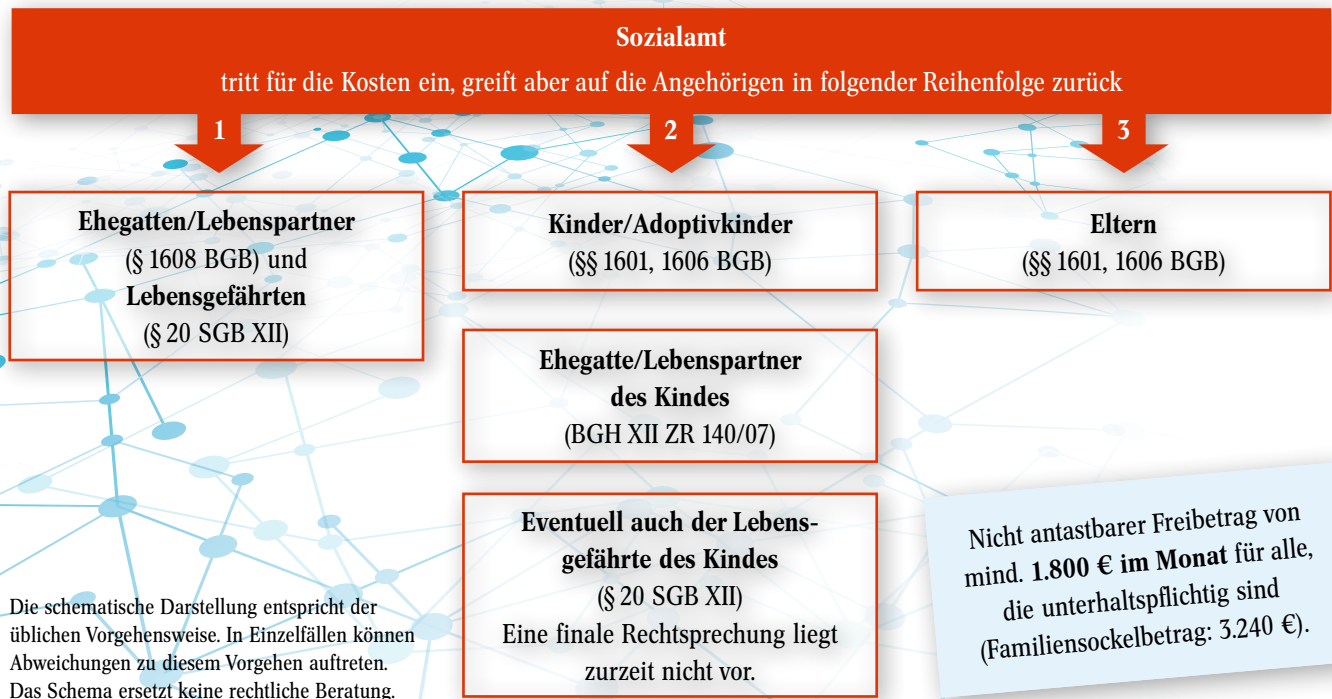 Sozialamt
tritt für die Kosten ein, greift aber auf die Angehörigen in folgender Reihenfolge zurück
1
2
3
Ehegatten/Lebenspartner
(§ 1608 BGB) und
Lebensgefährten
(§ 20 SGB XII)
Kinder/Adoptivkinder
(§§ 1601, 1606 BGB)
Ehegatte/Lebenspartner
des Kindes
(BGH XII ZR 140/07)
Eventuell auch der Lebens-
gefährte des Kindes
(§ 20 SGB XII)
Eine finale Rechtsprechung liegt
zurzeit nicht vor.
Eltern
(§§ 1601, 1606 BGB)
Nicht antastbarer Freibetrag von
mind. 1.800 € im Monat für alle,
die unterhaltspflichtig sind
(Familiensockelbetrag: 3.240 €).
Die schematische Darstellung entspricht der
üblichen Vorgehensweise. In Einzelfällen können
Abweichungen zu diesem Vorgehen auftreten.
Das Schema ersetzt keine rechtliche Beratung.